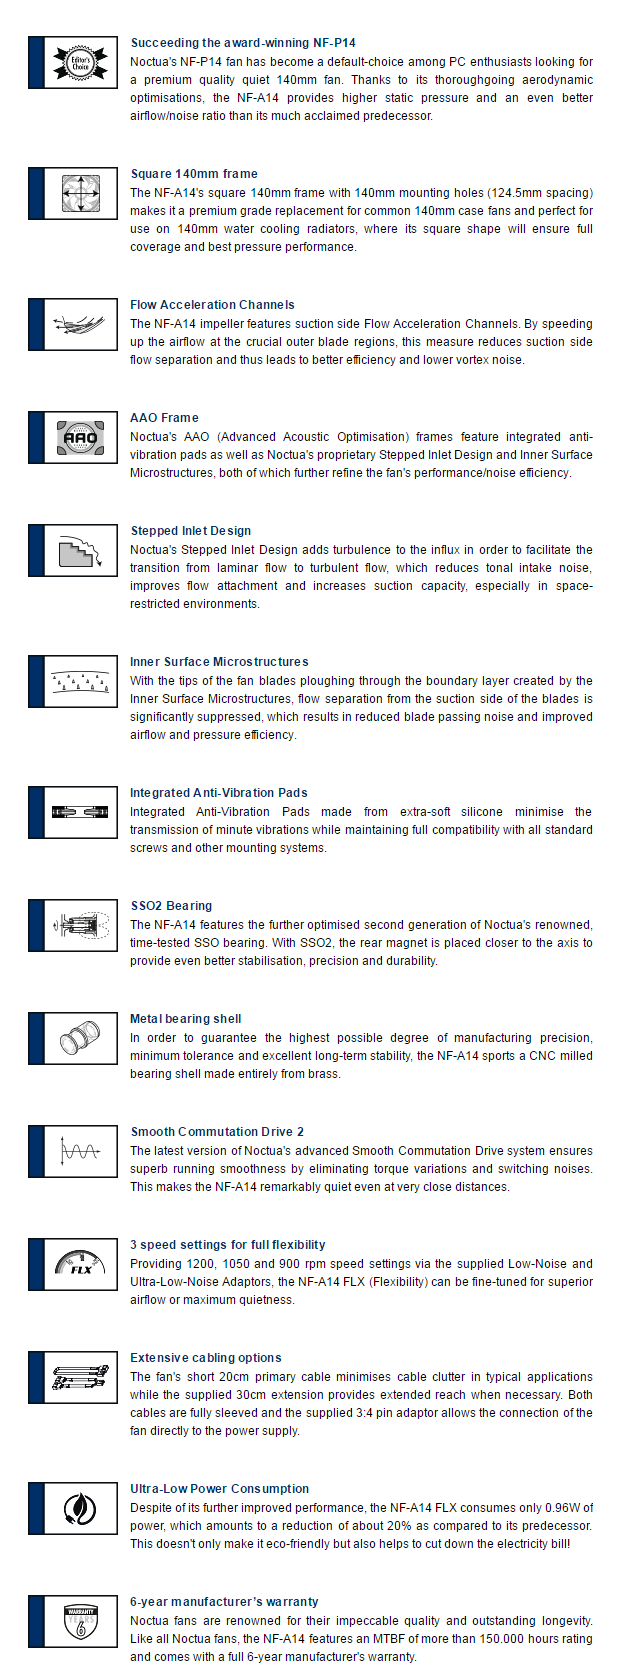 Editor's
Choice
Succeeding the award-winning NF-P14
Noctua's NF-P14 fan has become a default-choice among PC enthusiasts looking for
a premium quality quiet 140mm fan. Thanks to its thoroughgoing aerodynamic
optimisations, the NF-A14 provides higher static pressure and an even better
airflow/noise ratio than its much acclaimed predecessor.
Square 140mm frame
The NF-A14's square 140mm frame with 140mm mounting holes (124.5mm spacing)
makes it a premium grade replacement for common 140mm case fans and perfect for
use on 140mm water cooling radiators, where its square shape will ensure full
coverage and best pressure performance.
Flow Acceleration Channels
The NF-A14 impeller features suction side Flow Acceleration Channels. By speeding
up the airflow at the crucial outer blade regions, this measure reduces suction side
flow separation and thus leads to better efficiency and lower vortex noise.
AAO
AAO Frame
Noctua's AAO (Advanced Acoustic Optimisation) frames feature integrated anti-
vibration pads as well as Noctua's proprietary Stepped Inlet Design and Inner Surface
Microstructures, both of which further refine the fan's performance/noise efficiency.
Stepped Inlet Design
Noctua's Stepped Inlet Design adds turbulence to the influx in order to facilitate the
transition from laminar flow to turbulent flow, which reduces tonal intake noise,
improves flow attachment and increases suction capacity, especially in space-
restricted environments.
Inner Surface Microstructures
With the tips of the fan blades ploughing through the boundary layer created by the
Inner Surface Microstructures, flow separation from the suction side of the blades is
significantly suppressed, which results in reduced blade passing noise and improved
airflow and pressure efficiency.
Integrated Anti-Vibration Pads
Integrated Anti-Vibration Pads made from extra-soft silicone minimise the
transmission of minute vibrations while maintaining full compatibility with all standard
screws and other mounting systems.
SSO2 Bearing
The NF-A14 features the further optimised second generation of Noctua's renowned,
time-tested SSO bearing. With SSO2, the rear magnet is placed closer to the axis to
provide even better stabilisation, precision and durability.
Metal bearing shell
In order to guarantee the highest possible degree of manufacturing precision,
minimum tolerance and excellent long-term stability, the NF-A14 sports a CNC milled
bearing shell made entirely from brass.
Smooth Commutation Drive 2
The latest version of Noctua's advanced Smooth Commutation Drive system ensures
superb running smoothness by eliminating torque variations and switching noises.
This makes the NF-A14 remarkably quiet even at very close distances.
FLX
3 speed settings for full flexibility
Providing 1200, 1050 and 900 rpm speed settings via the supplied Low-Noise and
Ultra-Low-Noise Adaptors, the NF-A14 FLX (Flexibility) can be fine-tuned for superior
airflow or maximum quietness.
Extensive cabling options
The fan's short 20cm primary cable minimises cable clutter in typical applications
while the supplied 30cm extension provides extended reach when necessary. Both
cables are fully sleeved and the supplied 3:4 pin adaptor allows the connection of the
fan directly to the power supply.
Ultra-Low Power Consumption
Despite of its further improved performance, the NF-A14 FLX consumes only 0.96W of
power, which amounts to a reduction of about 20% as compared to its predecessor.
This doesn't only make it eco-friendly but also helps to cut down the electricity bill!
WARRANTY
YEARS
6
6-year manufacturer's warranty
Noctua fans are renowned for their impeccable quality and outstanding longevity.
Like all Noctua fans, the NF-A14 features an MTBF of more than 150.000 hours rating
and comes with a full 6-year manufacturer's warranty.